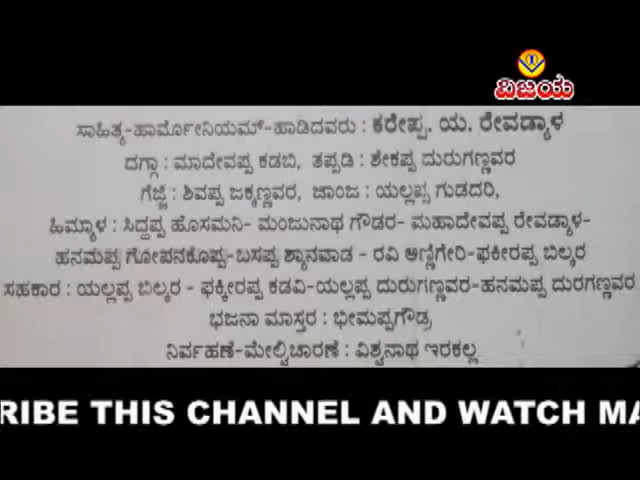 ವಿಜಯ
ಸಾಹಿತ್ಯ-ಹಾರ್ಮೋನಿಯಮ್-ಹಾಡಿದವರು : ಕರೇಪ್ಪ. ಯ. ರೇವಡ್ಯಾಳ
ದಗ್ಗಾ : ಮಾದೇವಪ್ಪ ಕಡಬಿ, ತಪ್ಪಡಿ : ಶೇಕಪ್ಪ ದುರುಗಣ್ಣವರ
ಗೆಜ್ಜೆ : ಶಿವಪ್ಪ ಜಕ್ಕಣ್ಣವರ, ಜಾಂಜ : ಯಲ್ಲಪ್ಪ ಗುಡದರಿ,
ಹಿಮ್ಯಾಳ : ಸಿದ್ದಪ್ಪ ಹೊಸಮನಿ- ಮಂಜುನಾಥ ಗೌಡರ- ಮಹಾದೇವಪ್ಪ ರೇವಡ್ಯಾಳ-
ಹನಮಪ್ಪ ಗೋಪನಕೊಪ್ಪ-ಬಸಪ್ಪ ಶ್ಯಾನವಾಡ - ರವಿ ಅಣ್ಣಿಗೇರಿ-ಫಕೀರಪ್ಪ ಬಿಲ್ಕರ
ಸಹಕಾರ : ಯಲ್ಲಪ್ಪ ಬಿಲ್ಕರ - ಫಕ್ಕೀರಪ್ಪ ಕಡವಿ-ಯಲ್ಲಪ್ಪ ದುರುಗಣ್ಣವರ-ಹನಮಪ್ಪ ದುರಗಣ್ಣವರ
ಭಜನಾ ಮಾಸ್ತರ : ಭೀಮಪ್ಪಗೌಡ್ರ
ನಿರ್ವಹಣೆ-ಮೇಲ್ವಿಚಾರಣೆ : ವಿಶ್ವನಾಥ ಇರಕಲ್ಲ
RIBE THIS CHANNEL AND WATCH MA